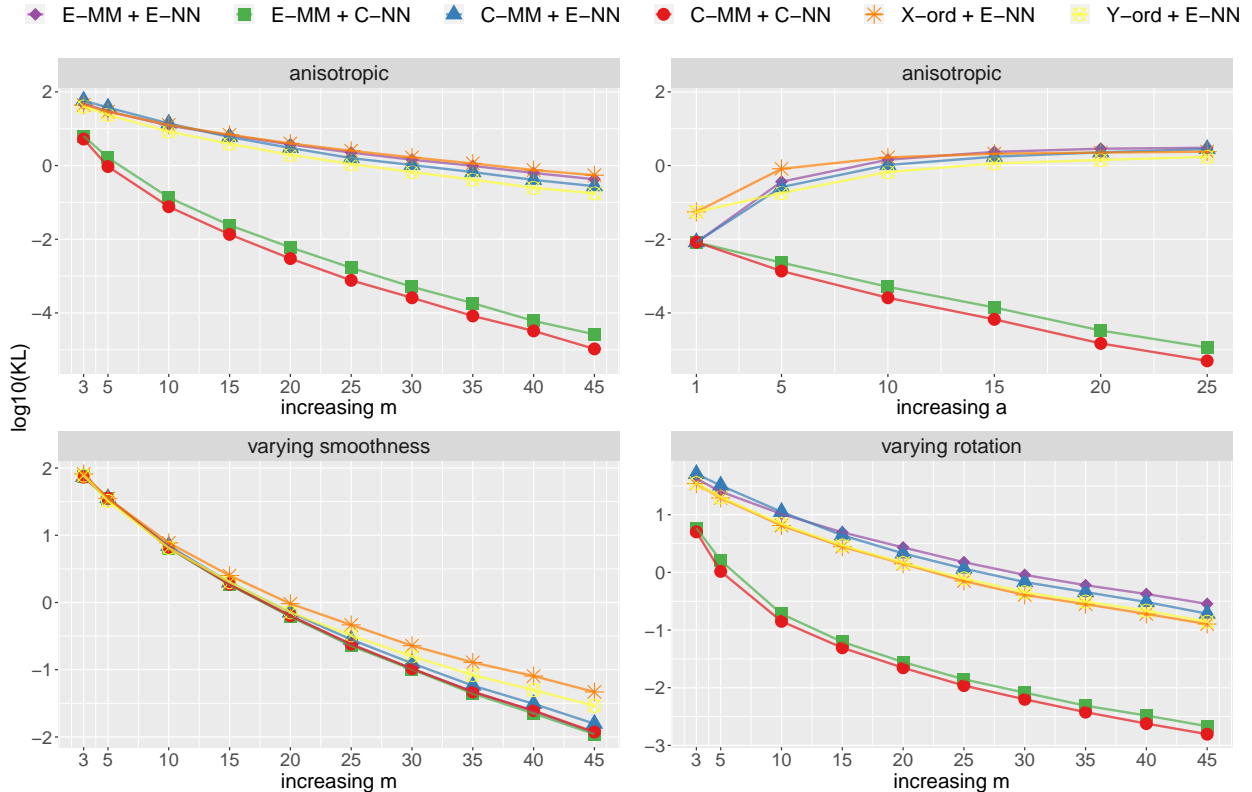 E−MM + E−NN E−MM + C−NN C−MM + E−NN C−MM + C−NN X−ord + E−NN Y−ord + E−NN
log10(KL)
anisotropic
2
0
−2
−4
3 5 10 15 20 25 30 35 40 45
increasing m
anisotropic
2
0
−2
−4
1 5 10 15 20 25
increasing a
varying smoothness
2
1
0
−1
−2
3 5 10 15 20 25 30 35 40 45
increasing m
varying rotation
1
0
−1
−2
−3
3 5 10 15 20 25 30 35 40 45
increasing m